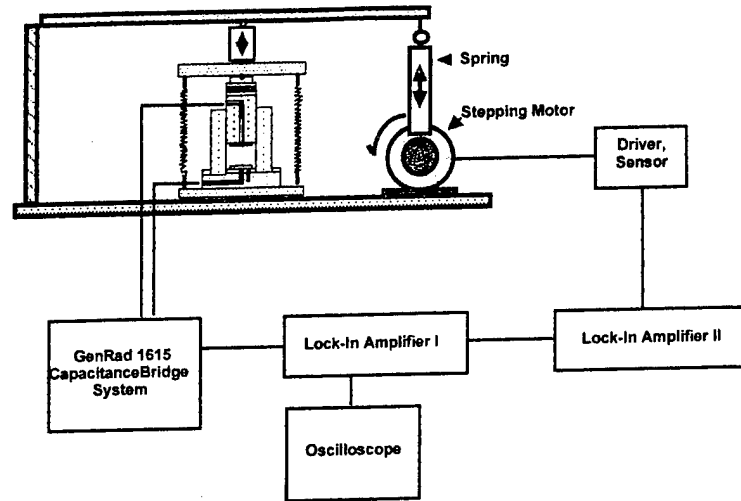 Spring
Stepping Motor
Driver,
Sensor
GenRad 1615
CapacitanceBridge
System
Lock-In Amplifier I
Lock-In Amplifier II
Oscilloscope